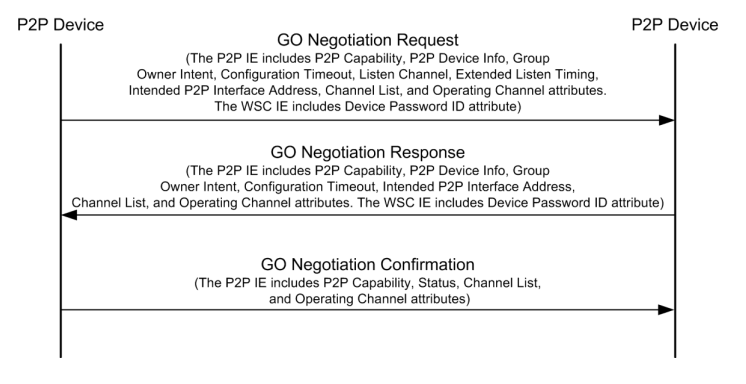 P2P Device
P2P Device
GO Negotiation Request
(The P2P IE includes P2P Capability, P2P Device Info, Group
Owner Intent, Configuration Timeout, Listen Channel, Extended Listen Timing,
Intended P2P Interface Address, Channel List, and Operating Channel attributes.
The WSC IE includes Device Password ID attribute)
GO Negotiation Response
(The P2P IE includes P2P Capability, P2P Device Info, Group
Owner Intent, Configuration Timeout, Intended P2P Interface Address,
Channel List, and Operating Channel attributes. The WSC IE includes Device Password ID attribute)
GO Negotiation Confirmation
(The P2P IE includes P2P Capability, Status, Channel List,
and Operating Channel attributes)